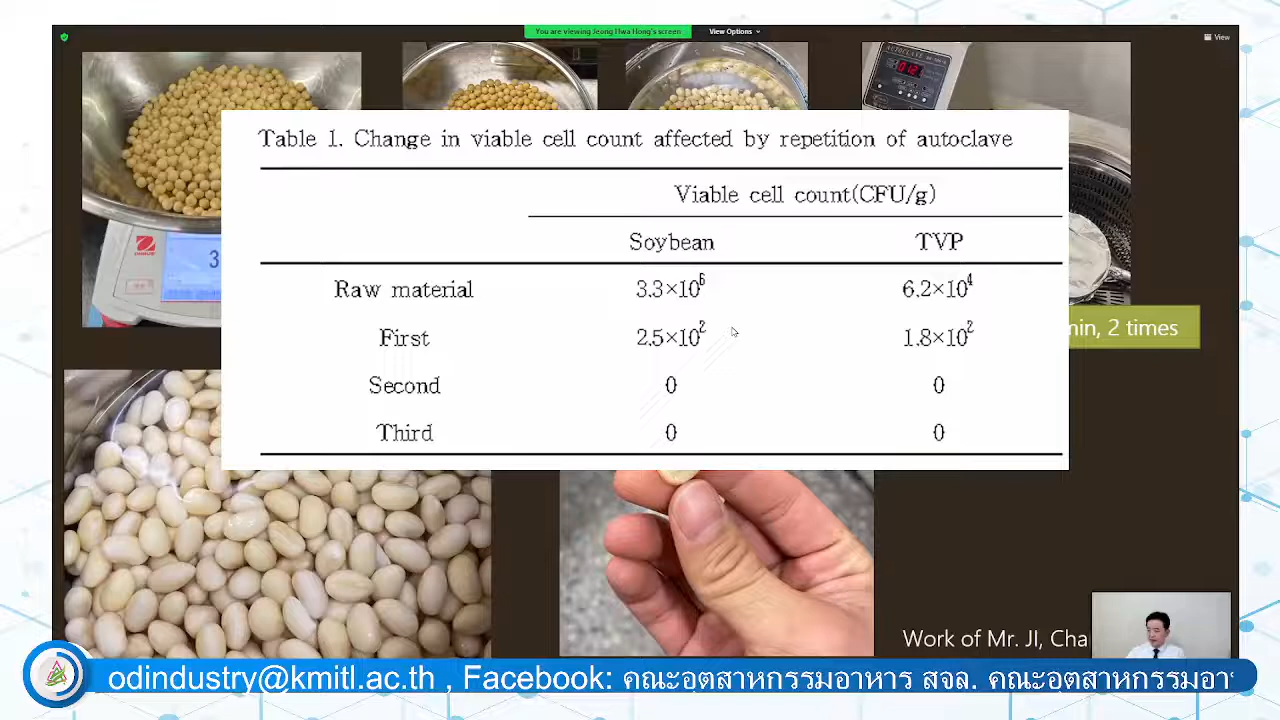 You are viewing Jeong Hwa Hong's screen
View Options
View
AUTOCLAVE
OHAUS
3
Table 1. Change in viable cell count affected by repetition of autoclave
Viable cell count(CFU/g)
Soybean TVP
Raw material 3.3×10⁶ 6.2×10⁴
First 2.5×10² 1.8×10²
Second 0 0
Third 0 0
min, 2 times
Work of Mr. JI, Cha
odindustry@kmitl.ac.th , Facebook: คณะอุตสาหกรรมอาหาร สจล. คณะอุตสาหกรรมอา